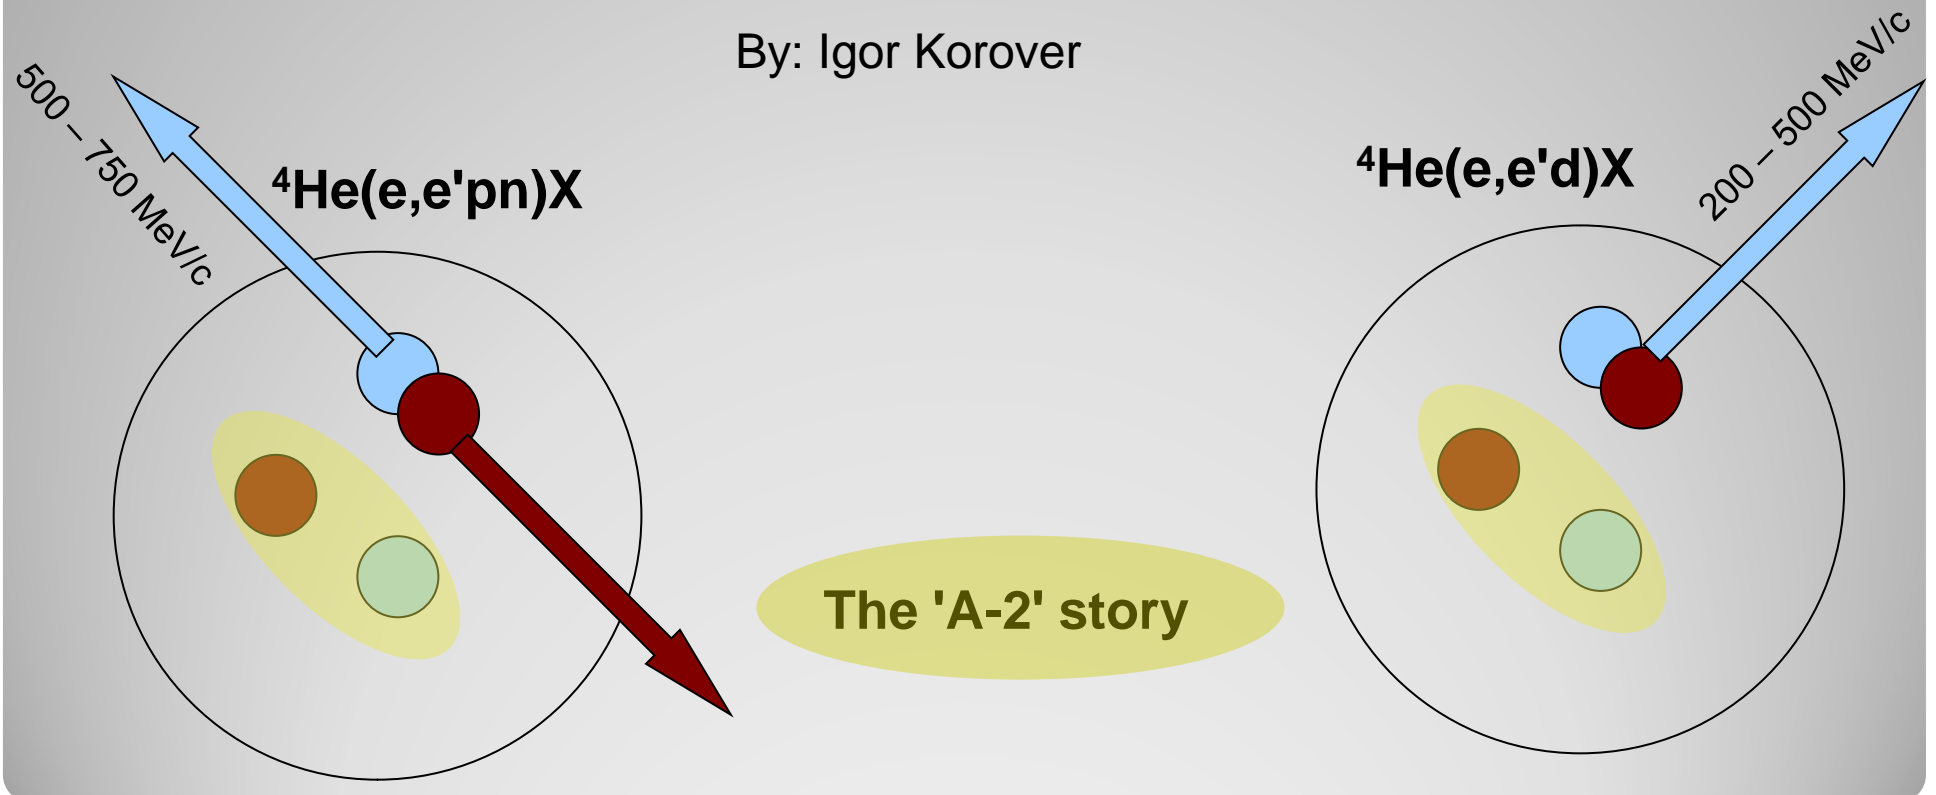 By: Igor Korover
500 – 750 MeV/c
⁴He(e,e'pn)X
⁴He(e,e'd)X
200 – 500 MeV/c
The 'A-2' story